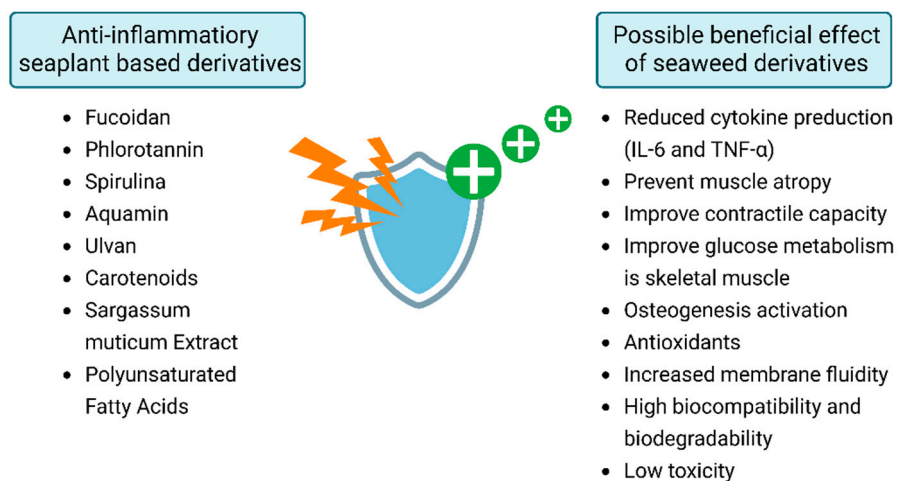 Anti-inflammatiory
seaplant based derivatives
• Fucoidan
• Phlorotannin
• Spirulina
• Aquamin
• Ulvan
• Carotenoids
• Sargassum
muticum Extract
• Polyunsaturated
Fatty Acids
Possible beneficial effect
of seaweed derivatives
• Reduced cytokine preduction
(IL-6 and TNF-α)
• Prevent muscle atropy
• Improve contractile capacity
• Improve glucose metabolism
is skeletal muscle
• Osteogenesis activation
• Antioxidants
• Increased membrane fluidity
• High biocompatibility and
biodegradability
• Low toxicity